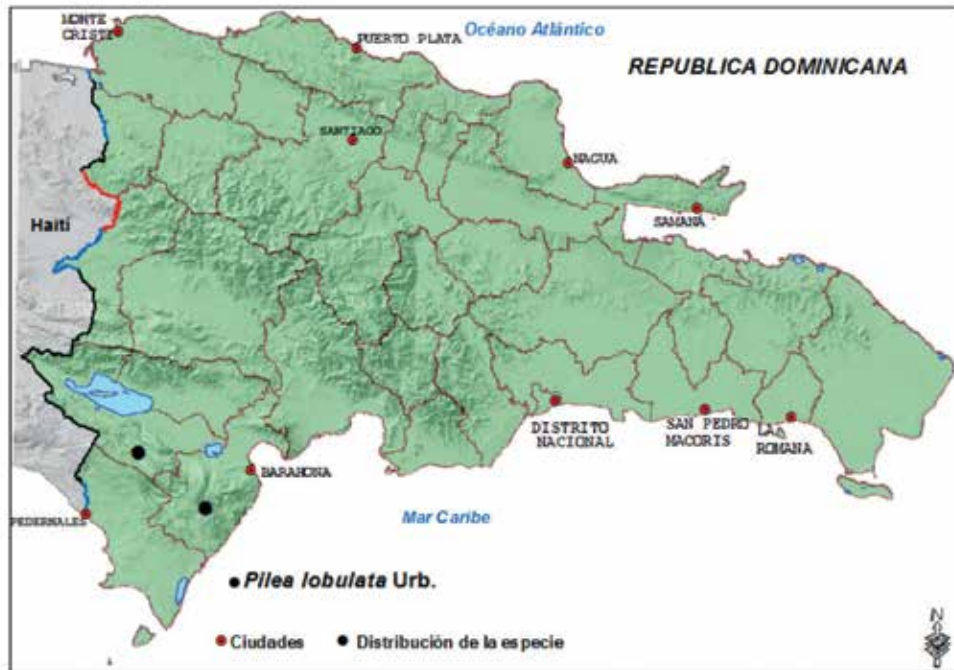 MONTE
CRISTI
PUERTO PLATA
Océano Atlántico
REPUBLICA DOMINICANA
SANTIAGO
NAGUA
SAMANÁ
Haití
DISTRITO
NACIONAL
SAN PEDRO
MACORIS
LA
ROMANA
BARAHONA
PEDERNALES
Mar Caribe
Pilea lobulata Urb.
Ciudades
Distribución de la especie
N